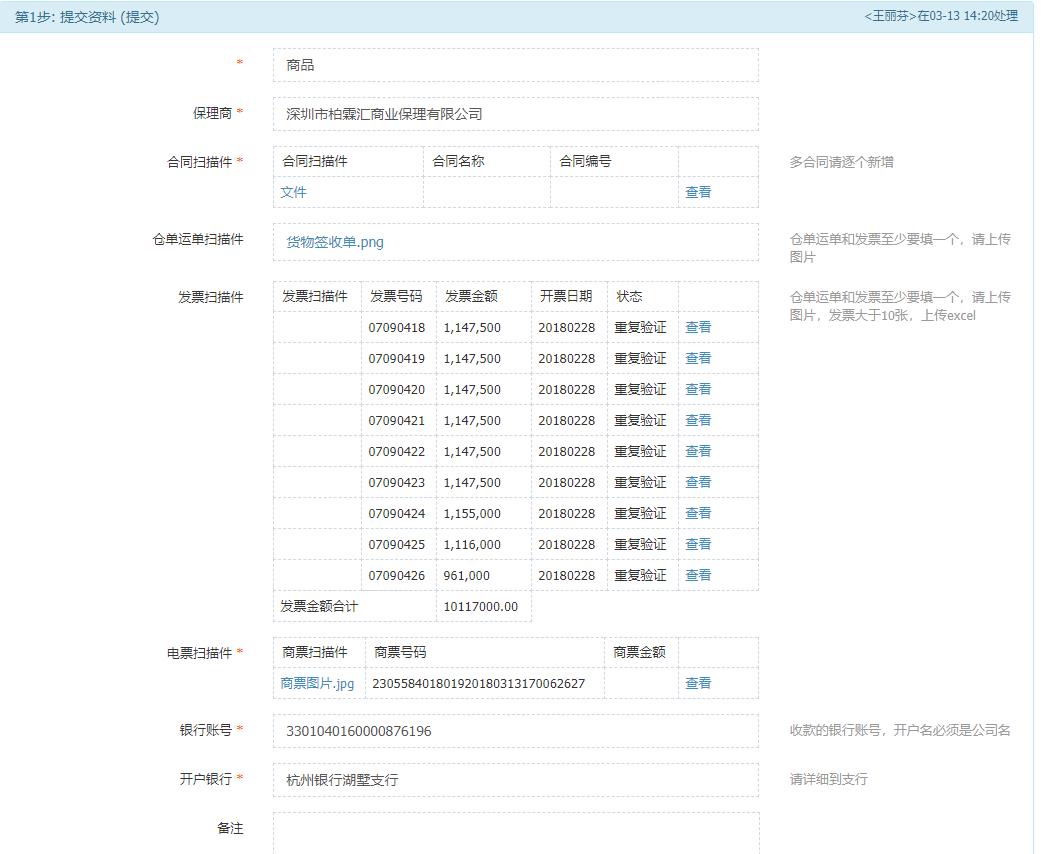 第1步: 提交资料 (提交) <王丽芬>在03-13 14:20处理
* 商品
保理商 * 深圳市柏霖汇商业保理有限公司
合同扫描件 * 合同扫描件 合同名称 合同编号 多合同请逐个新增
文件 查看
仓单运单扫描件 货物签收单.png 仓单运单和发票至少要填一个，请上传
图片
发票扫描件 发票扫描件 发票号码 发票金额 开票日期 状态 仓单运单和发票至少要填一个，请上传
图片，发票大于10张，上传excel
07090418 1,147,500 20180228 重复验证 查看
07090419 1,147,500 20180228 重复验证 查看
07090420 1,147,500 20180228 重复验证 查看
07090421 1,147,500 20180228 重复验证 查看
07090422 1,147,500 20180228 重复验证 查看
07090423 1,147,500 20180228 重复验证 查看
07090424 1,155,000 20180228 重复验证 查看
07090425 1,116,000 20180228 重复验证 查看
07090426 961,000 20180228 重复验证 查看
发票金额合计 10117000.00
电票扫描件 * 商票扫描件 商票号码 商票金额
商票图片.jpg 230558401801920180313170062627 查看
银行账号 * 3301040160000876196 收款的银行账号，开户名必须是公司名
开户银行 * 杭州银行湖墅支行 请详细到支行
备注